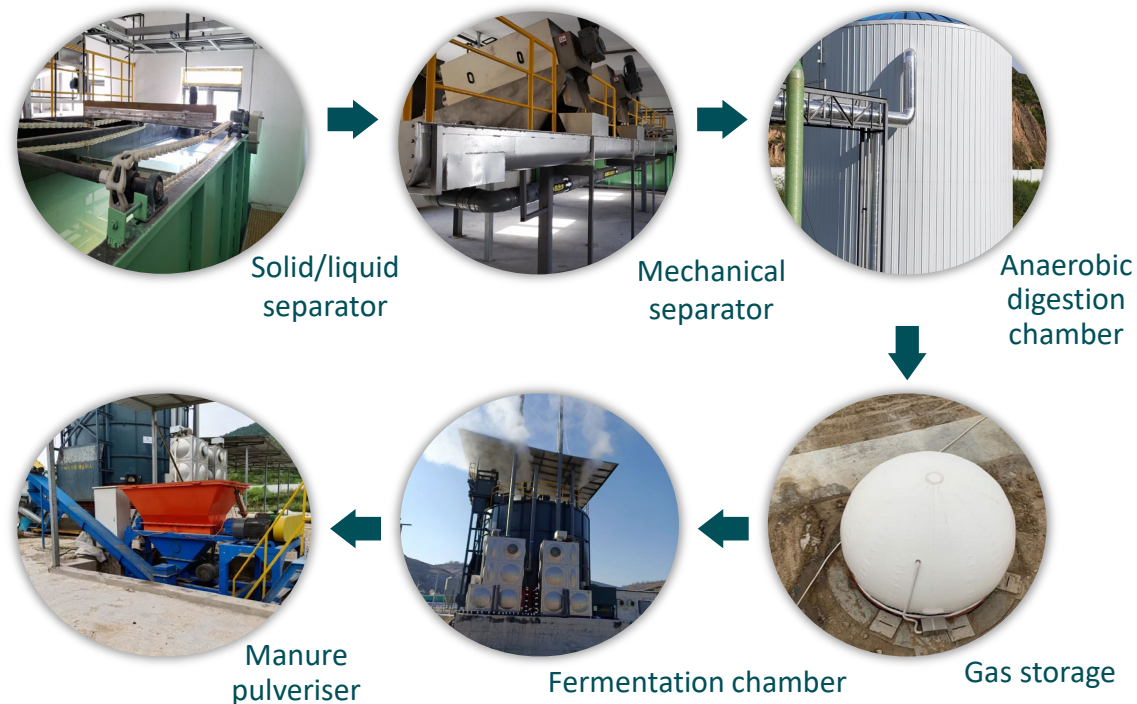 Solid/liquid
separator
Mechanical
separator
Anaerobic
digestion
chamber
Manure
pulveriser
Fermentation chamber
Gas storage